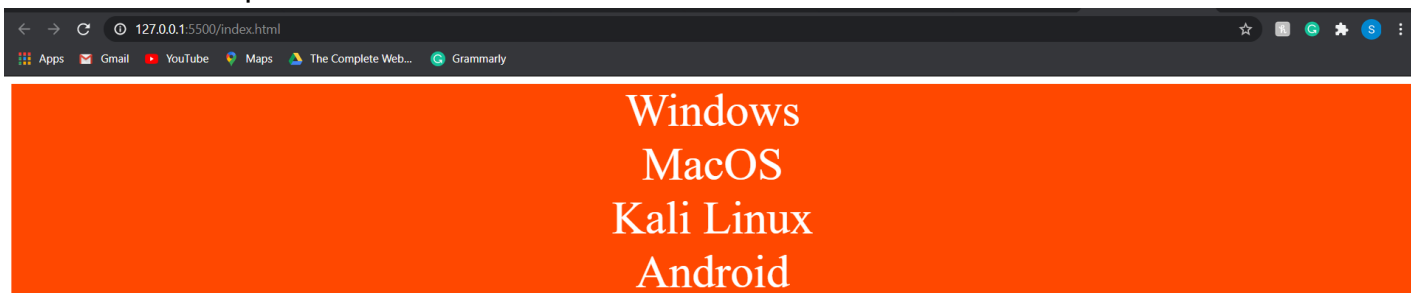 127.0.0.1:5500/index.html
Apps Gmail YouTube Maps The Complete Web... Grammarly
Windows
MacOS
Kali Linux
Android